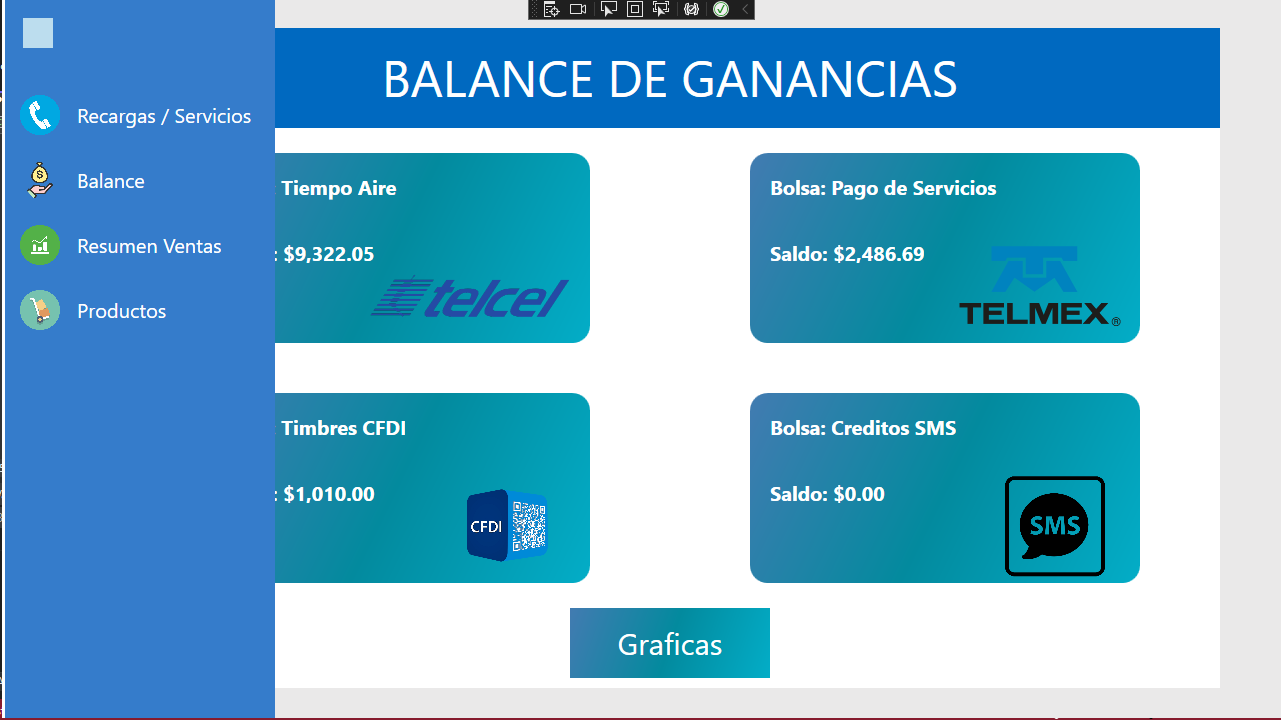 BALANCE DE GANANCIAS
Recargas / Servicios
Balance
Resumen Ventas
Productos
: Tiempo Aire
: $9,322.05
telcel
Bolsa: Pago de Servicios
Saldo: $2,486.69
TELMEX®
: Timbres CFDI
: $1,010.00
CFDI
Bolsa: Creditos SMS
Saldo: $0.00
SMS
Graficas